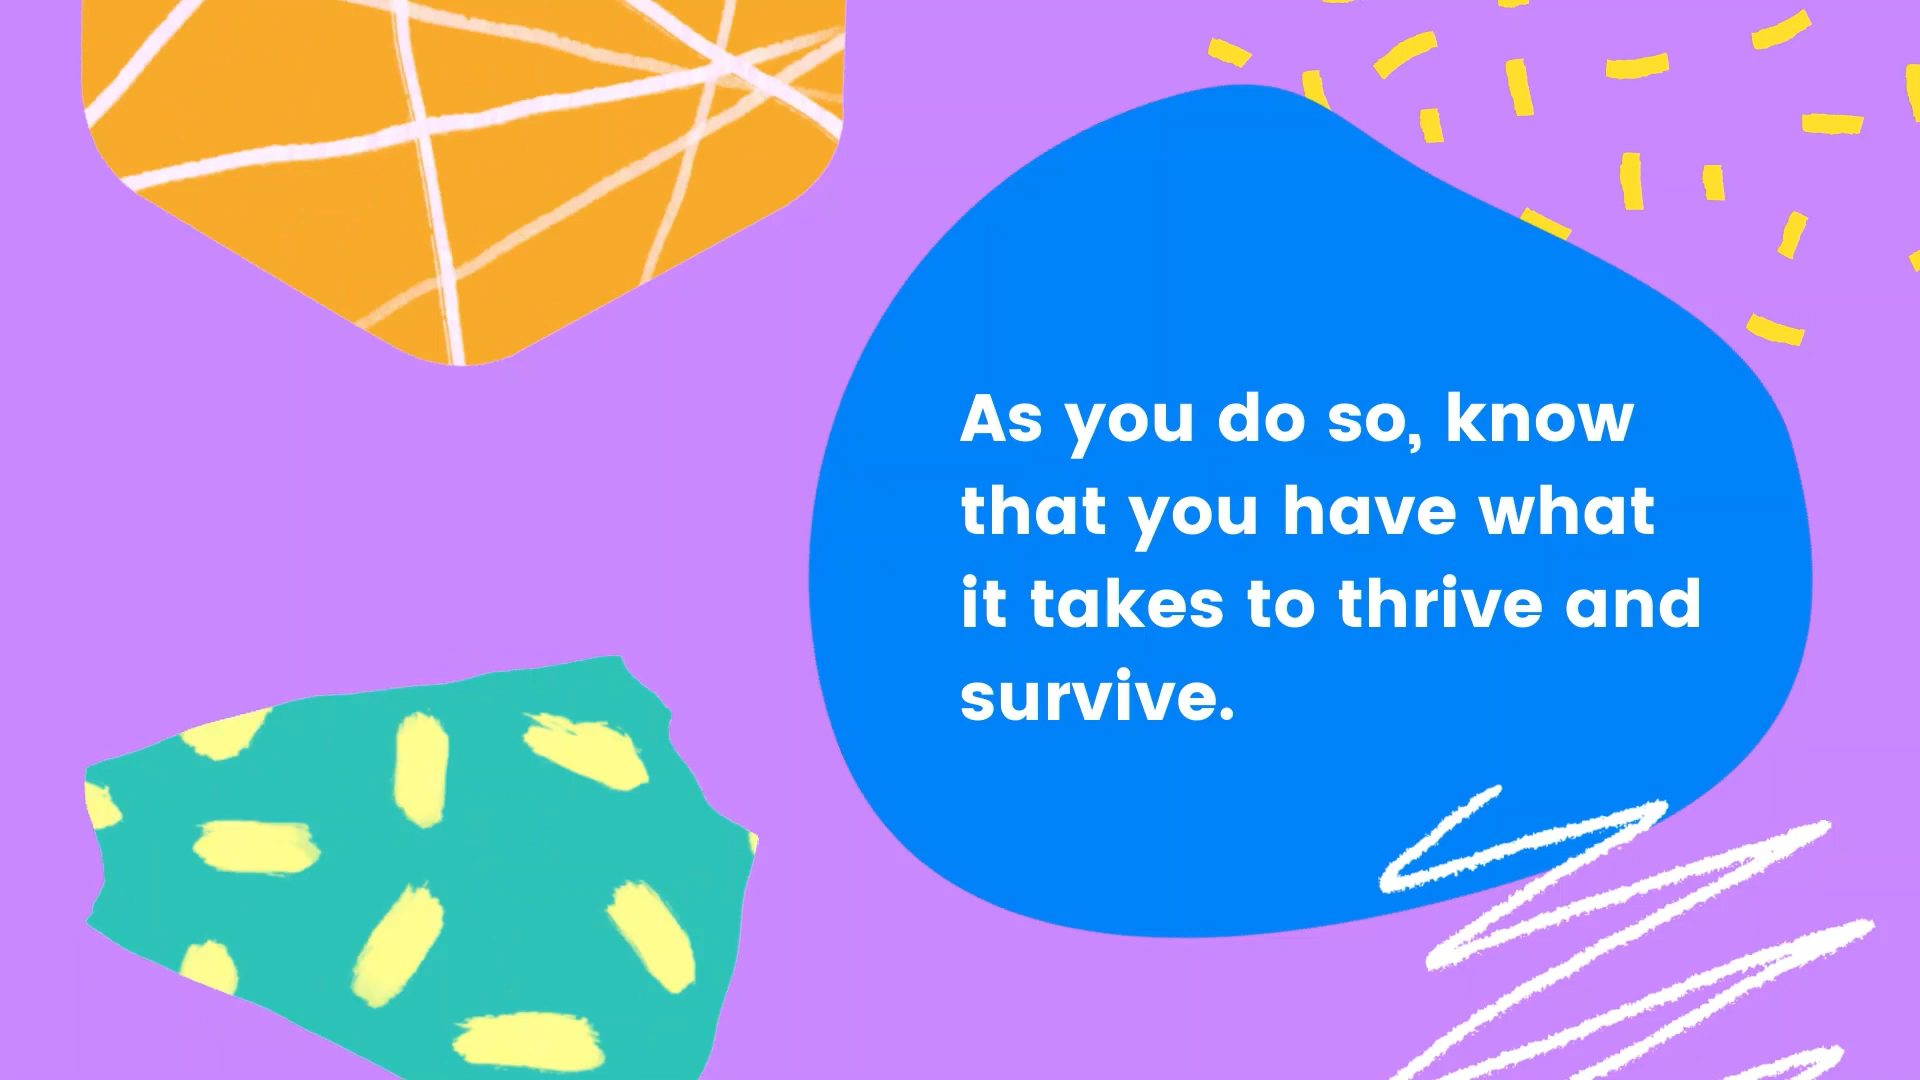 As you do so, know
that you have what
it takes to thrive and
survive.